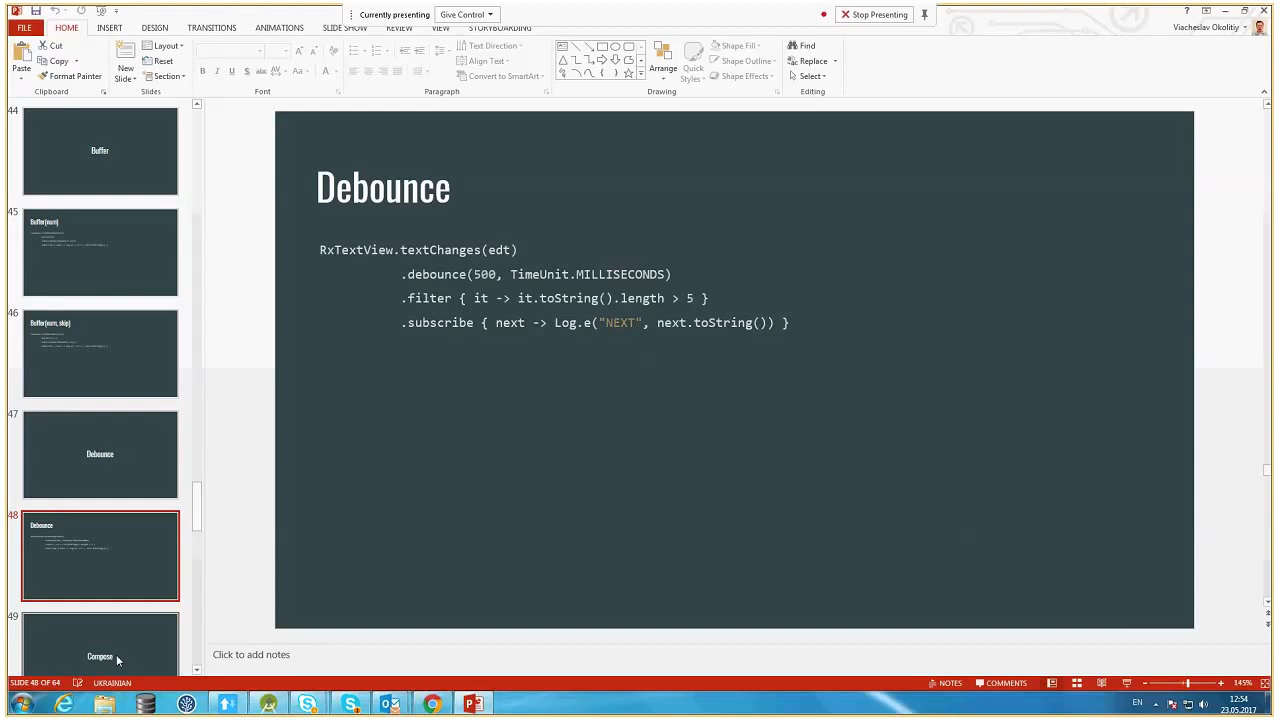 Currently presenting
Give Control
Stop Presenting
FILE
HOME
INSERT
DESIGN
TRANSITIONS
ANIMATIONS
SLIDE SHOW
REVIEW
VIEW
STORYBOARDING
Viacheslav Okolitiy
Paste
Cut
Copy
Format Painter
Clipboard
New
Slide
Layout
Reset
Section
Slides
Font
Text Direction
Align Text
Convert to SmartArt
Paragraph
Arrange
Quick
Styles
Shape Fill
Shape Outline
Shape Effects
Drawing
Find
Replace
Select
Editing
44
Buffer
45
Buffer(num)
46
Buffer(num, skip)
47
Debounce
48
Debounce
49
Compose
Debounce
RxTextView.textChanges(edt)
.debounce(500, TimeUnit.MILLISECONDS)
.filter { it -> it.toString().length > 5 }
.subscribe { next -> Log.e("NEXT", next.toString()) }
Click to add notes
SLIDE 48 OF 64
UKRAINIAN
NOTES
COMMENTS
145%
EN
12:54
23.05.2017